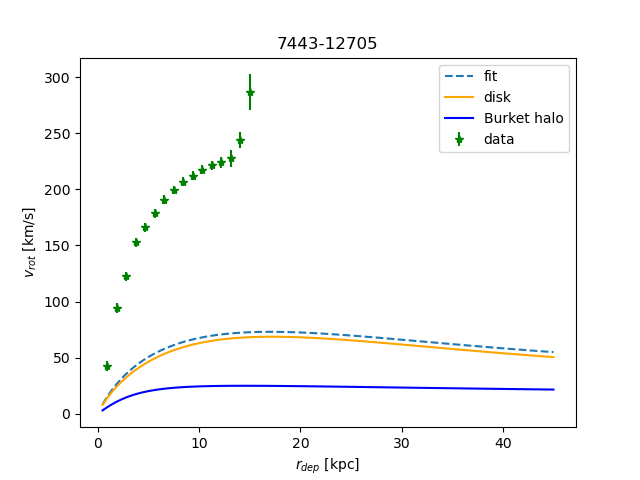 7443-12705
300
250
200
150
100
50
0
v_rot [km/s]
fit
disk
Burket halo
data
0 10 20 30 40
r_dep [kpc]